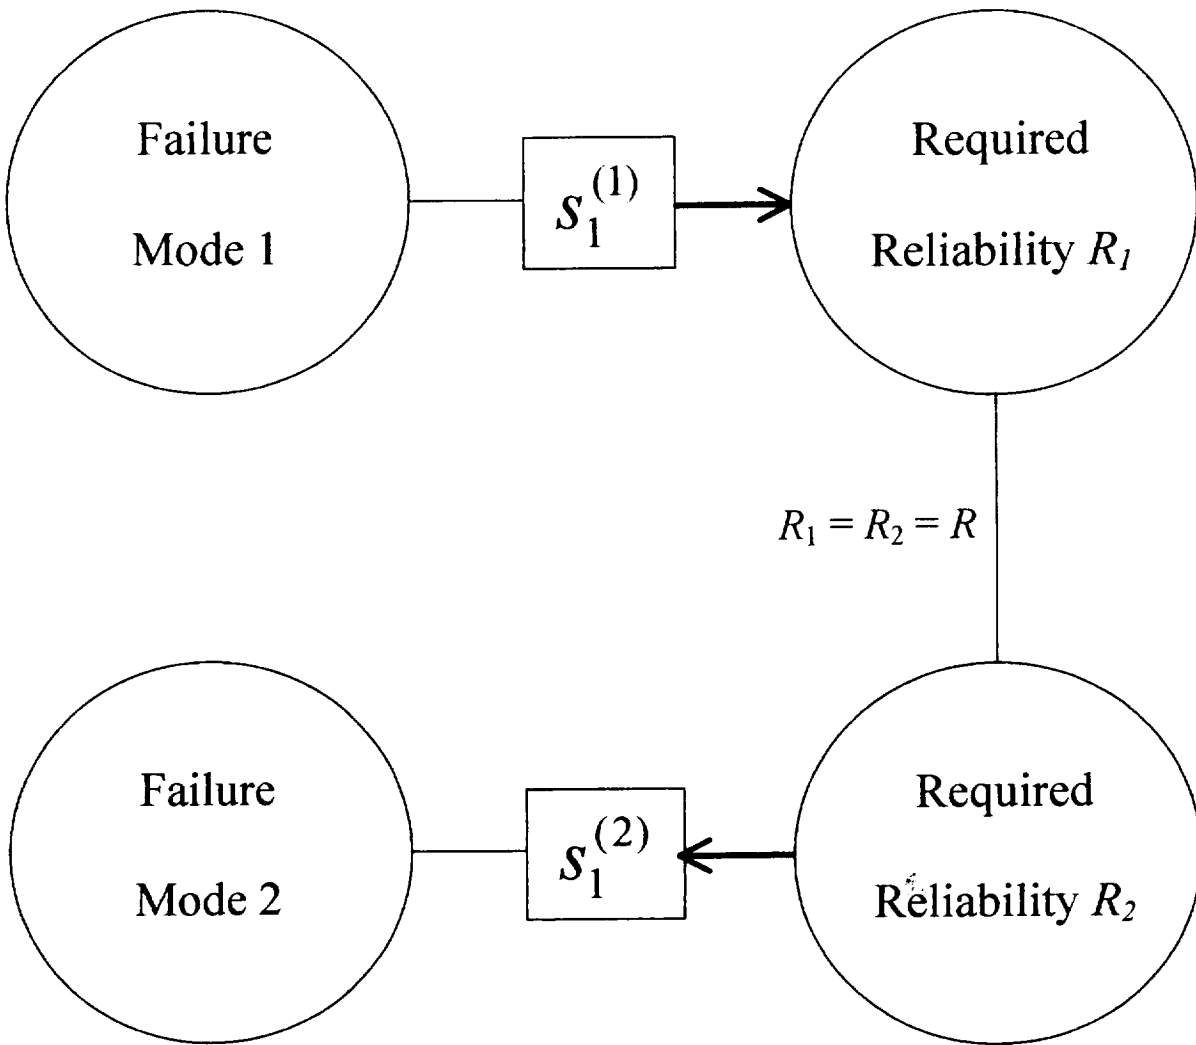 Failure
Mode 1
s₁⁽¹⁾
Required
Reliability R₁
R₁ = R₂ = R
Failure
Mode 2
s₁⁽²⁾
Required
Reliability R₂